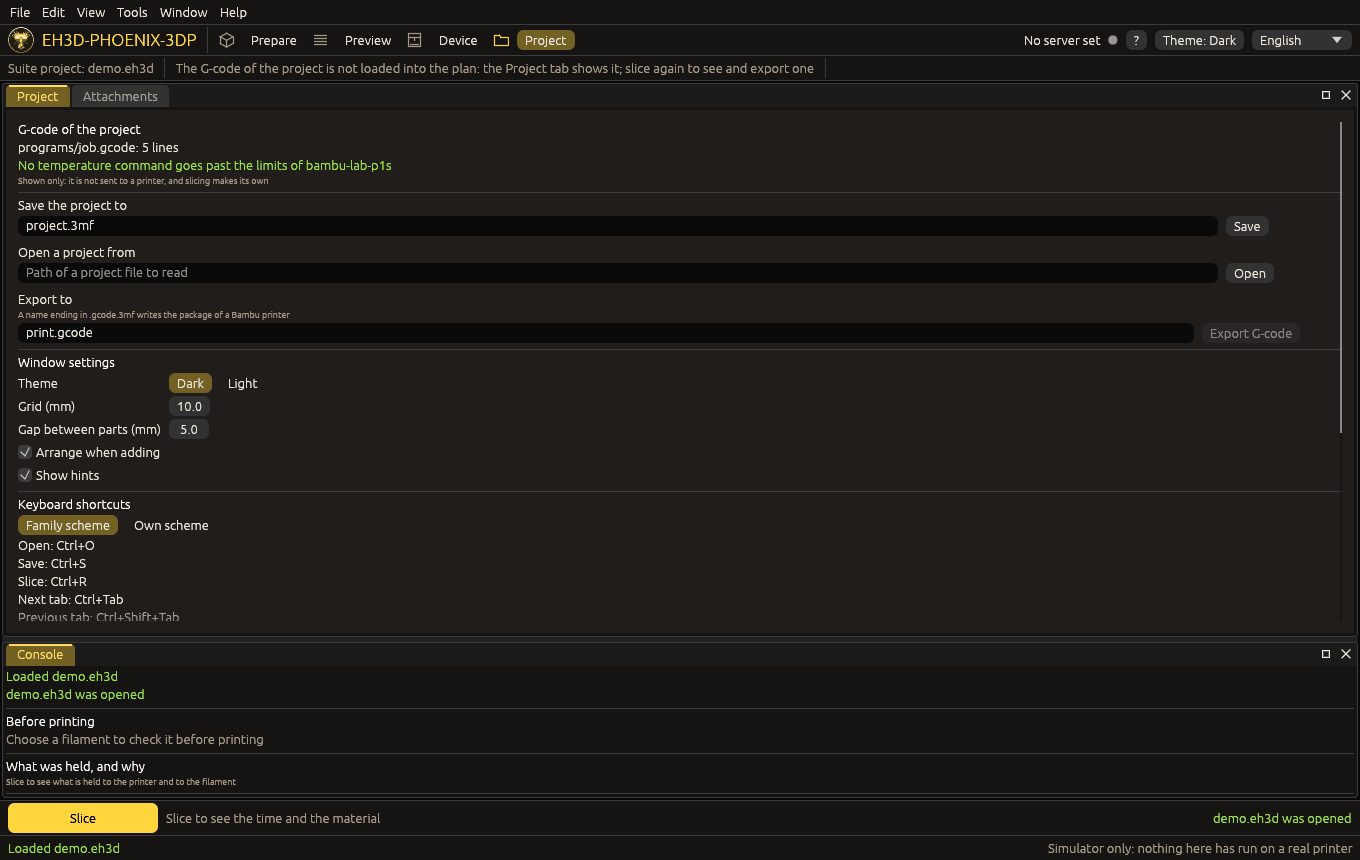 File Edit View Tools Window Help
EH3D-PHOENIX-3DP Prepare Preview Device Project No server set ? Theme: Dark English
Suite project: demo.eh3d The G-code of the project is not loaded into the plan: the Project tab shows it; slice again to see and export one
Project Attachments
G-code of the project
programs/job.gcode: 5 lines
No temperature command goes past the limits of bambu-lab-p1s
Shown only: it is not sent to a printer, and slicing makes its own
Save the project to
project.3mf Save
Open a project from
Path of a project file to read Open
Export to
A name ending in .gcode.3mf writes the package of a Bambu printer
print.gcode Export G-code
Window settings
Theme Dark Light
Grid (mm) 10.0
Gap between parts (mm) 5.0
Arrange when adding
Show hints
Keyboard shortcuts
Family scheme Own scheme
Open: Ctrl+O
Save: Ctrl+S
Slice: Ctrl+R
Next tab: Ctrl+Tab
Previous tab: Ctrl+Shift+Tab
Console
Loaded demo.eh3d
demo.eh3d was opened
Before printing
Choose a filament to check it before printing
What was held, and why
Slice to see what is held to the printer and to the filament
Slice Slice to see the time and the material demo.eh3d was opened
Loaded demo.eh3d Simulator only: nothing here has run on a real printer